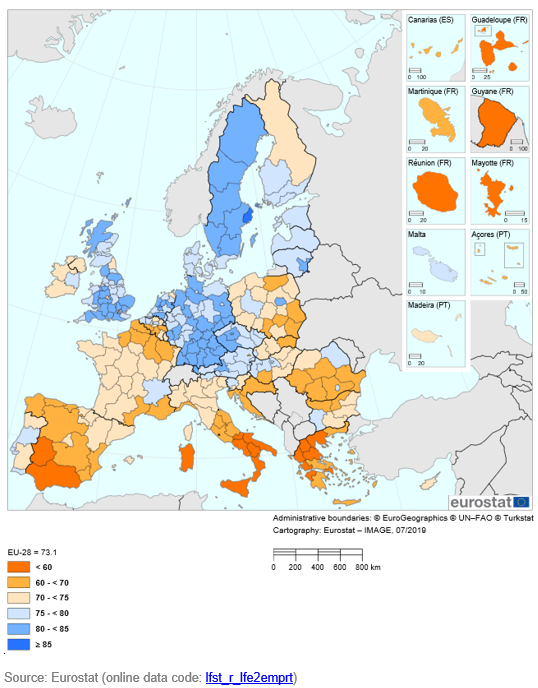 Canarias (ES)
0 100
Guadeloupe (FR)
0 25
Martinique (FR)
0 20
Guyane (FR)
0 100
Réunion (FR)
0 20
Mayotte (FR)
0 15
Malta
0 10
Açores (PT)
0 50
Madeira (PT)
0 20
eurostat
Administrative boundaries: © EuroGeographics © UN–FAO © Turkstat
Cartography: Eurostat – IMAGE, 07/2019
EU-28 = 73.1
< 60
60 - < 70
70 - < 75
75 - < 80
80 - < 85
≥ 85
0 200 400 600 800 km
Source: Eurostat (online data code: lfst_r_lfe2emprt)